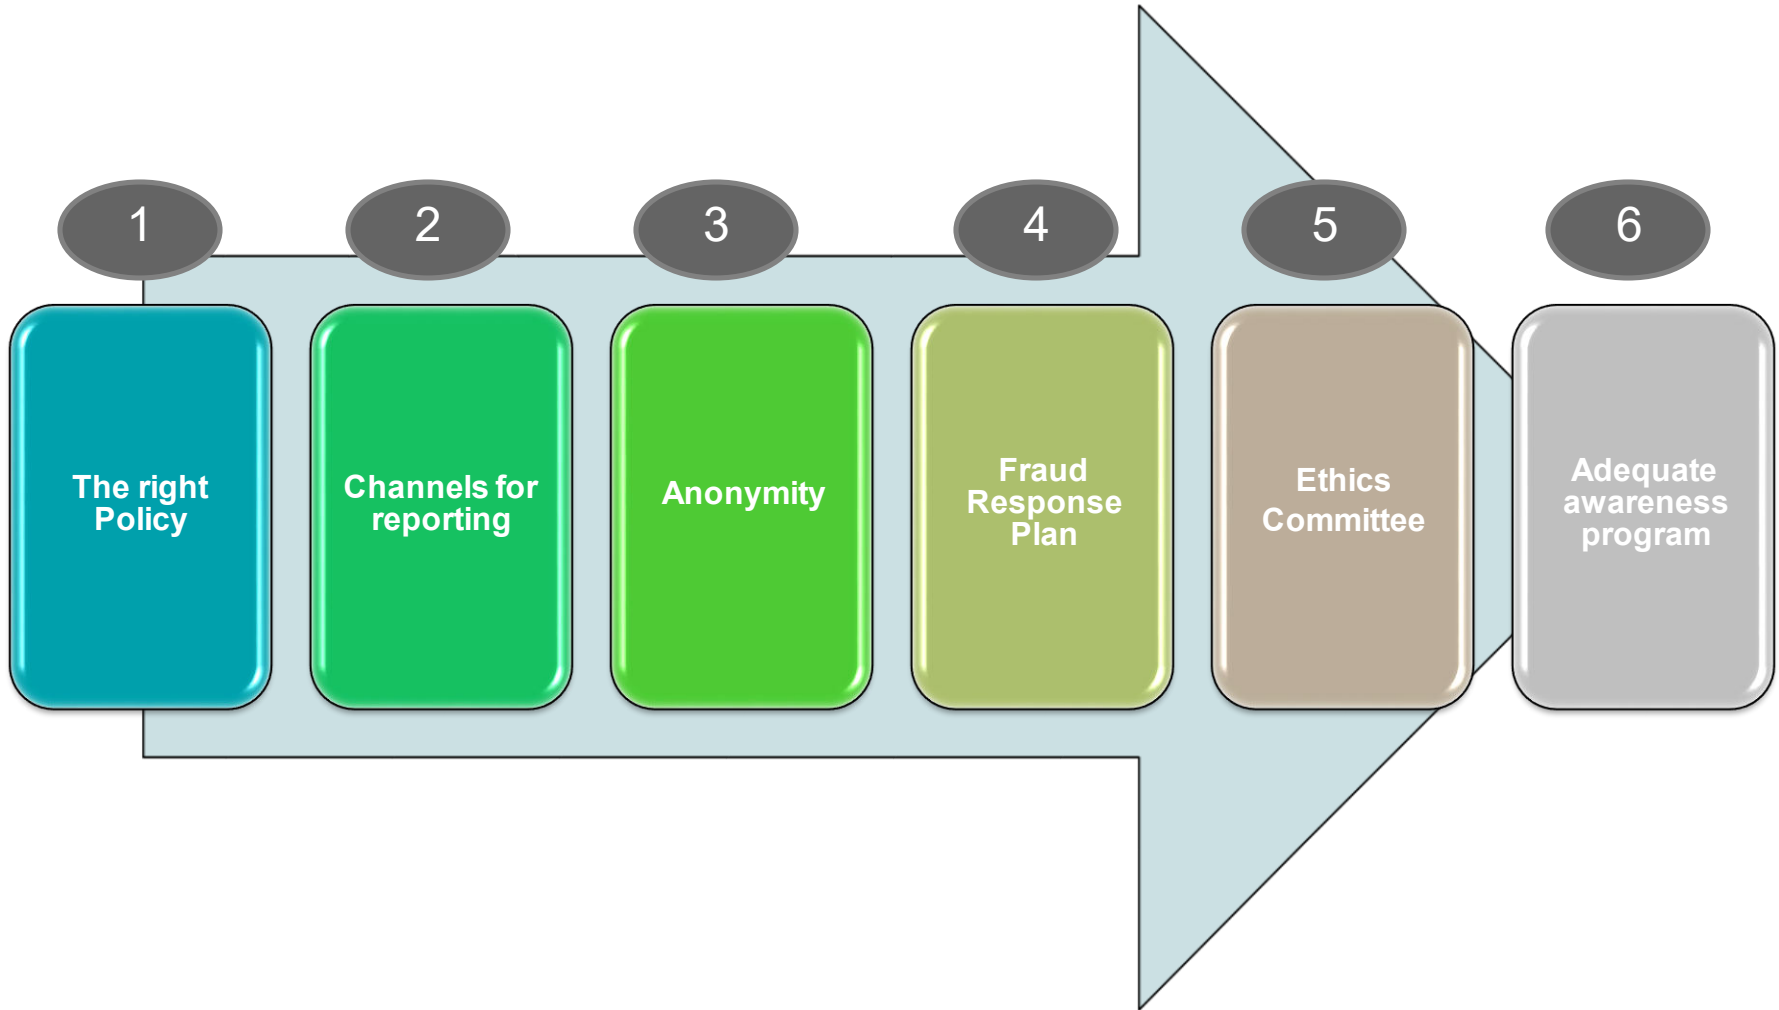 1
2
3
4
5
6
The right
Policy
Channels for
reporting
Anonymity
Fraud
Response
Plan
Ethics
Committee
Adequate
awareness
program